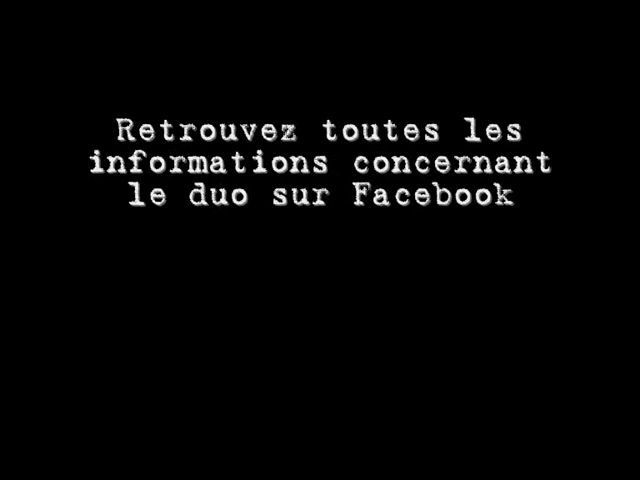 Retrouvez toutes les
informations concernant
le duo sur Facebook